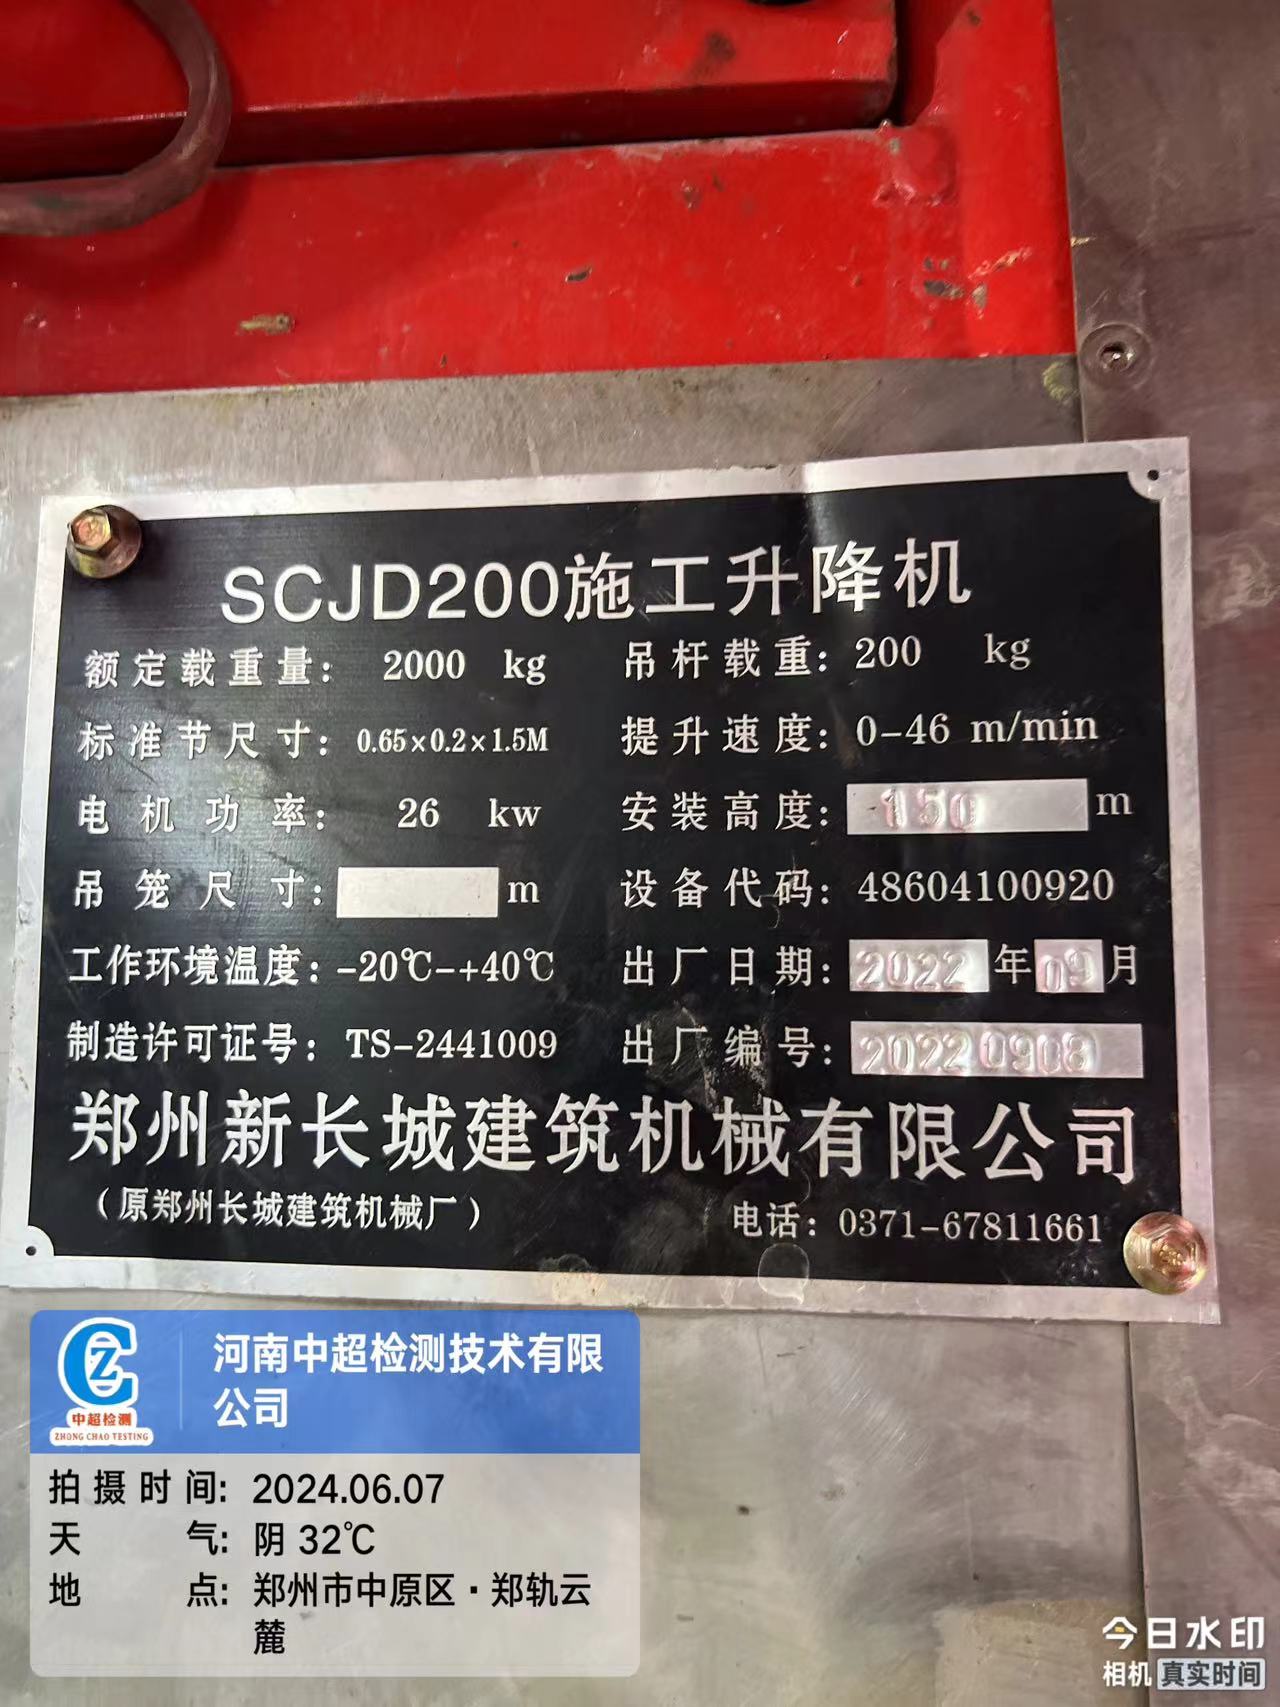 SCJD200施工升降机
额定载重量： 2000 kg 吊杆载重：200 kg
标准节尺寸：0.65×0.2×1.5M 提升速度：0-46 m/min
电机功率： 26 kw 安装高度：150 m
吊笼尺寸： m 设备代码：48604100920
工作环境温度：-20℃-+40℃ 出厂日期：2022年09月
制造许可证号：TS-2441009 出厂编号：20220908
郑州新长城建筑机械有限公司
（原郑州长城建筑机械厂） 电话：0371-67811661
中超检测
ZHONG CHAO TESTING
河南中超检测技术有限
公司
拍摄时间：2024.06.07
天气：阴 32℃
地点：郑州市中原区·郑轨云
麓
今日水印
相机 真实时间